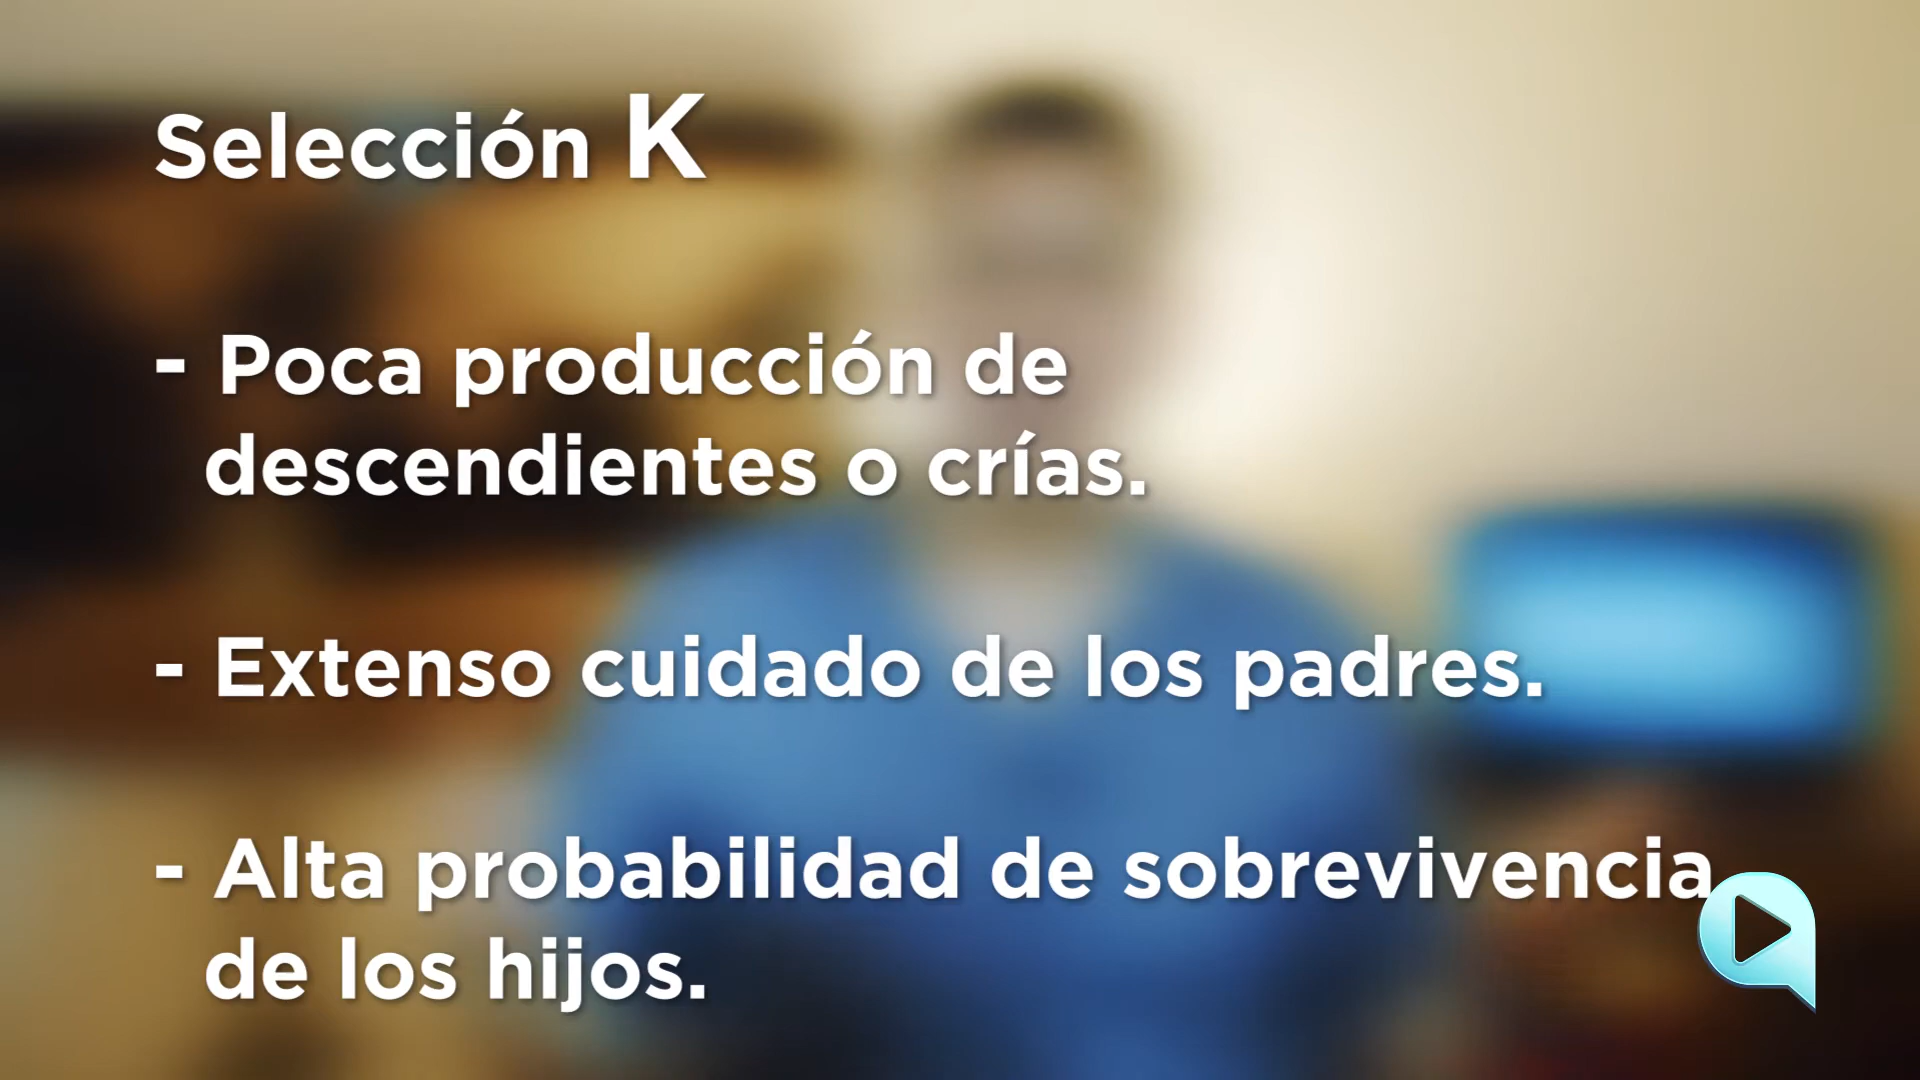 Selección K
- Poca producción de
descendientes o crías.
- Extenso cuidado de los padres.
- Alta probabilidad de sobrevivencia
de los hijos.